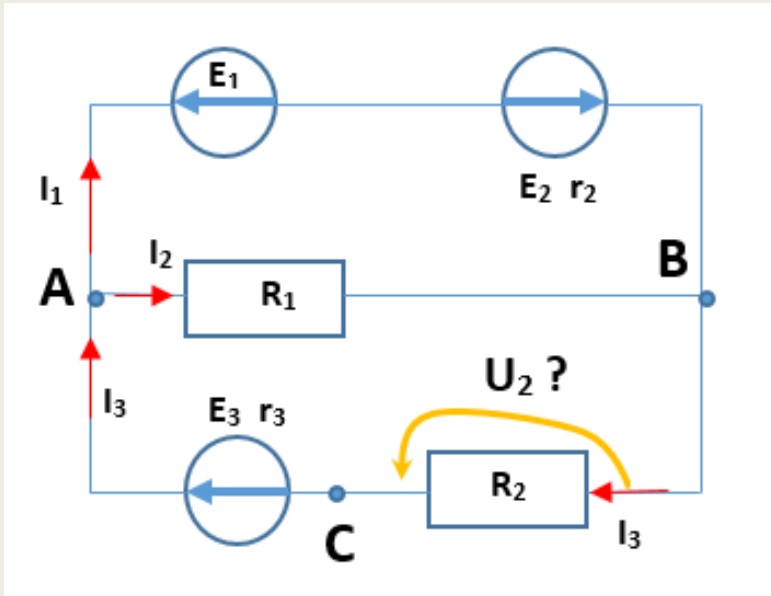 E₁
E₂ r₂
I₁
I₂
A
R₁
B
U₂ ?
I₃
E₃ r₃
R₂
C
I₃